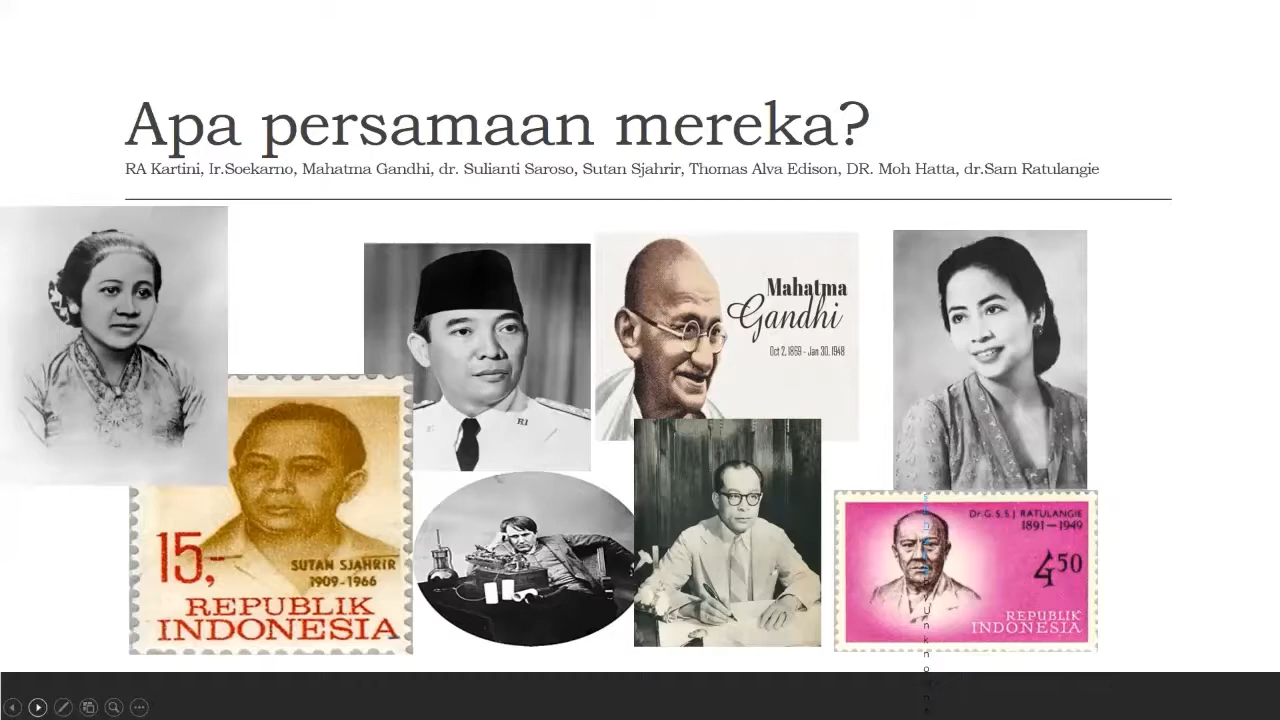 Apa persamaan mereka?
RA Kartini, Ir.Soekarno, Mahatma Gandhi, dr. Sulianti Saroso, Sutan Sjahrir, Thomas Alva Edison, DR. Moh Hatta, dr.Sam Ratulangie
Mahatma
Gandhi
Oct 2, 1869 - Jan 30, 1948
RI
15,-
SUTAN SJAHRIR
1909-1966
REPUBLIK
INDONESIA
Dr.G.S.S.J RATULANGIE
1891-1949
450
REPUBLIK
INDONESIA